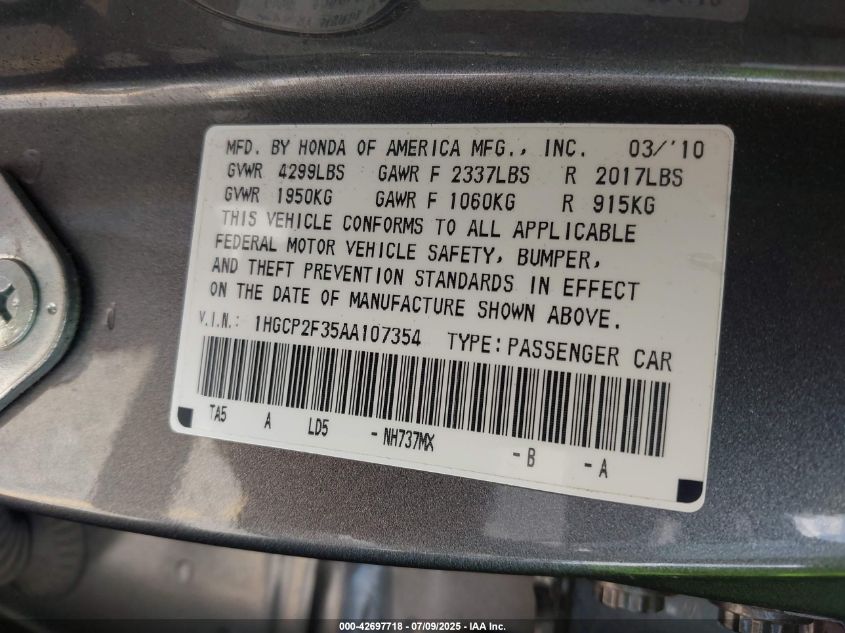 MFD. BY HONDA OF AMERICA MFG., INC. 03/'10
GVWR 4299LBS GAWR F 2337LBS R 2017LBS
GVWR 1950KG GAWR F 1060KG R 915KG
THIS VEHICLE CONFORMS TO ALL APPLICABLE
FEDERAL MOTOR VEHICLE SAFETY, BUMPER,
AND THEFT PREVENTION STANDARDS IN EFFECT
ON THE DATE OF MANUFACTURE SHOWN ABOVE.
V.I.N: 1HGCP2F35AA107354 TYPE:PASSENGER CAR
TA5 A LD5 -NH737MX -B -A
000-42697718 - 07/09/2025 - IAA Inc.